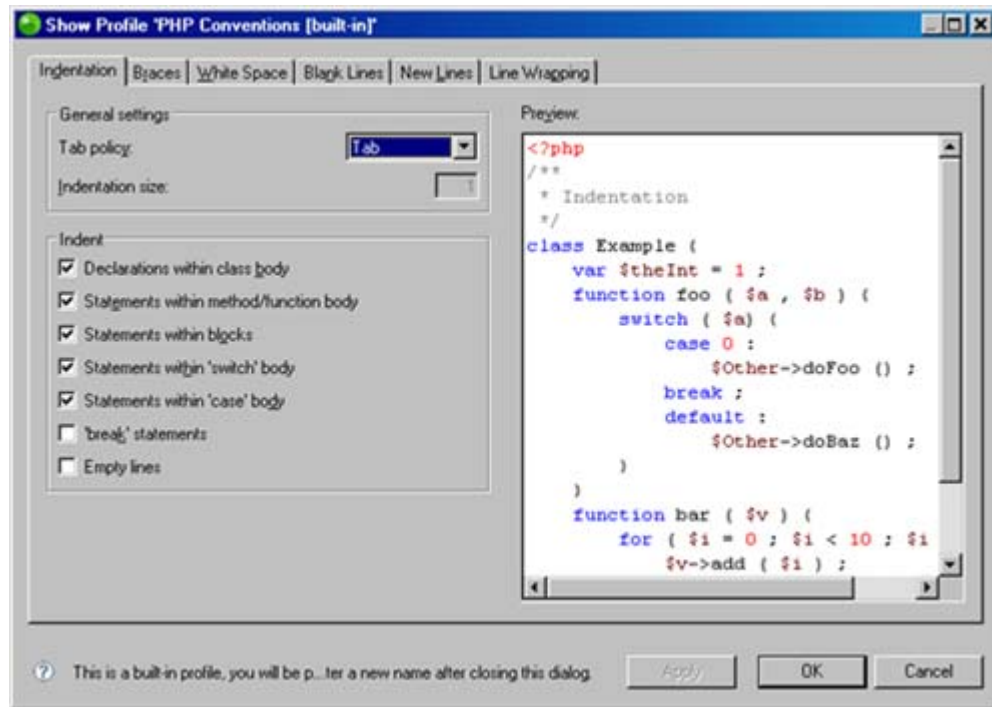 Show Profile 'PHP Conventions [built-in]'
Indentation Braces White Space Blank Lines New Lines Line Wrapping
General settings
Tab policy: Tab
Indentation size: 1
Indent
Declarations within class body
Statements within method/function body
Statements within blocks
Statements within 'switch' body
Statements within 'case' body
'break' statements
Empty lines
Preview:
<?php
/**
 * Indentation
 */
class Example {
    var $theInt = 1 ;
    function foo ( $a , $b ) {
        switch ( $a) {
            case 0 :
                $Other->doFoo () ;
            break ;
            default :
                $Other->doBaz () ;
        }
    }
    function bar ( $v ) {
        for ( $i = 0 ; $i < 10 ; $i
            $v->add ( $i ) ;
This is a built-in profile, you will be p...ter a new name after closing this dialog.
Apply OK Cancel